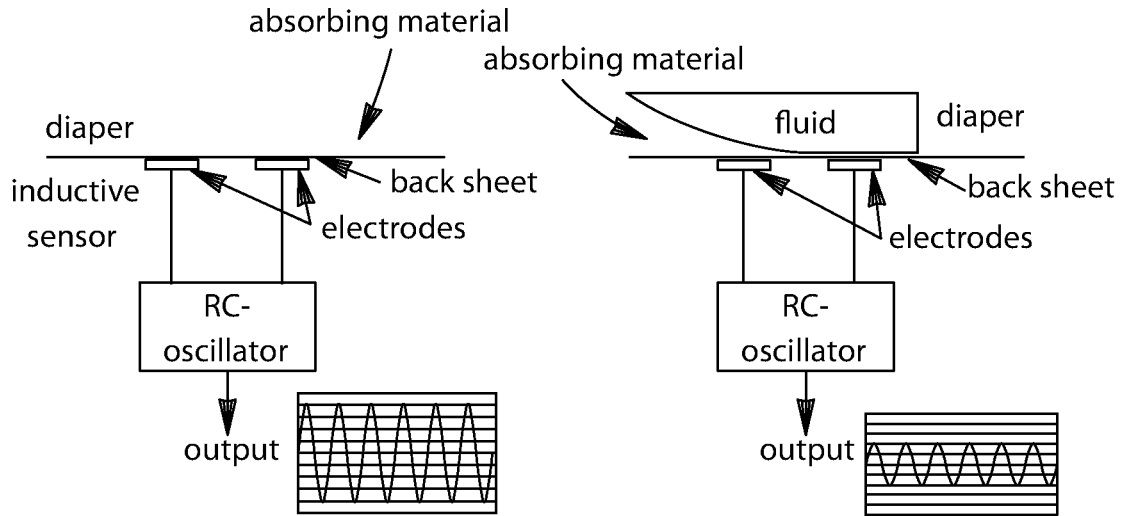 absorbing material
diaper
back sheet
inductive
sensor
electrodes
RC-
oscillator
output
absorbing material
fluid
diaper
back sheet
electrodes
RC-
oscillator
output